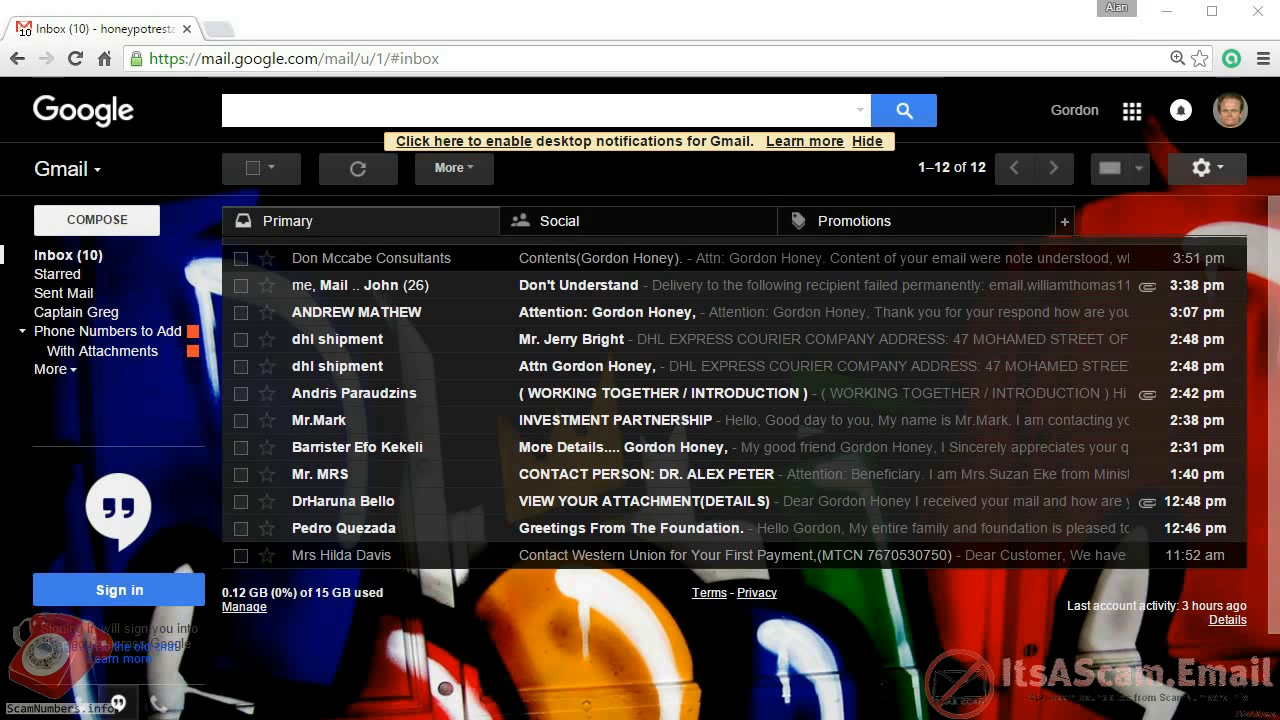 Alan
10 Inbox (10) - honeypotresta
https://mail.google.com/mail/u/1/#inbox
Google
Gordon
Click here to enable desktop notifications for Gmail. Learn more Hide
Gmail
More
1–12 of 12
COMPOSE
Primary
Social
Promotions
+
Inbox (10)
Starred
Sent Mail
Captain Greg
Phone Numbers to Add
With Attachments
More
Don Mccabe Consultants Contents(Gordon Honey). - Attn: Gordon Honey. Content of your email were note understood, wh 3:51 pm
me, Mail .. John (26) Don't Understand - Delivery to the following recipient failed permanently: email.williamthomas11 3:38 pm
ANDREW MATHEW Attention: Gordon Honey, - Attention: Gordon Honey, Thank you for your respond how are you 3:07 pm
dhl shipment Mr. Jerry Bright - DHL EXPRESS COURIER COMPANY ADDRESS: 47 MOHAMED STREET OF 2:48 pm
dhl shipment Attn Gordon Honey, - DHL EXPRESS COURIER COMPANY ADDRESS: 47 MOHAMED STREE 2:48 pm
Andris Paraudzins ( WORKING TOGETHER / INTRODUCTION ) - ( WORKING TOGETHER / INTRODUCTION ) Hi 2:42 pm
Mr.Mark INVESTMENT PARTNERSHIP - Hello, Good day to you, My name is Mr.Mark. I am contacting yo 2:38 pm
Barrister Efo Kekeli More Details.... Gordon Honey, - My good friend Gordon Honey, I Sincerely appreciates your q 2:31 pm
Mr. MRS CONTACT PERSON: DR. ALEX PETER - Attention: Beneficiary. I am Mrs.Suzan Eke from Minist 1:40 pm
DrHaruna Bello VIEW YOUR ATTACHMENT(DETAILS) - Dear Gordon Honey I received your mail and how are y 12:48 pm
Pedro Quezada Greetings From The Foundation. - Hello Gordon, My entire family and foundation is pleased to 12:46 pm
Mrs Hilda Davis Contact Western Union for Your First Payment,(MTCN 7670530750) - Dear Customer, We have 11:52 am
Sign in
Signing in will sign you into
Learn more
0.12 GB (0%) of 15 GB used
Manage
Terms - Privacy
Last account activity: 3 hours ago
Details
ScamNumbers.info
ItsAScam.Email